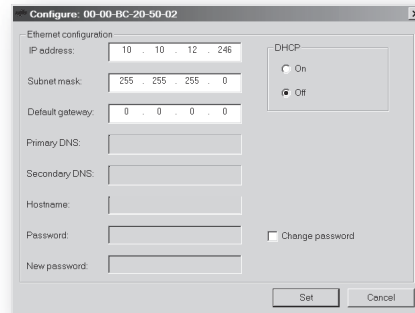 Configure: 00-00-BC-20-50-02
Ethernet configuration
IP address: 10 . 10 . 12 . 246
DHCP
On
Subnet mask: 255 . 255 . 255 . 0
Off
Default gateway: 0 . 0 . 0 . 0
Primary DNS:
Secondary DNS:
Hostname:
Password:
Change password
New password:
Set Cancel